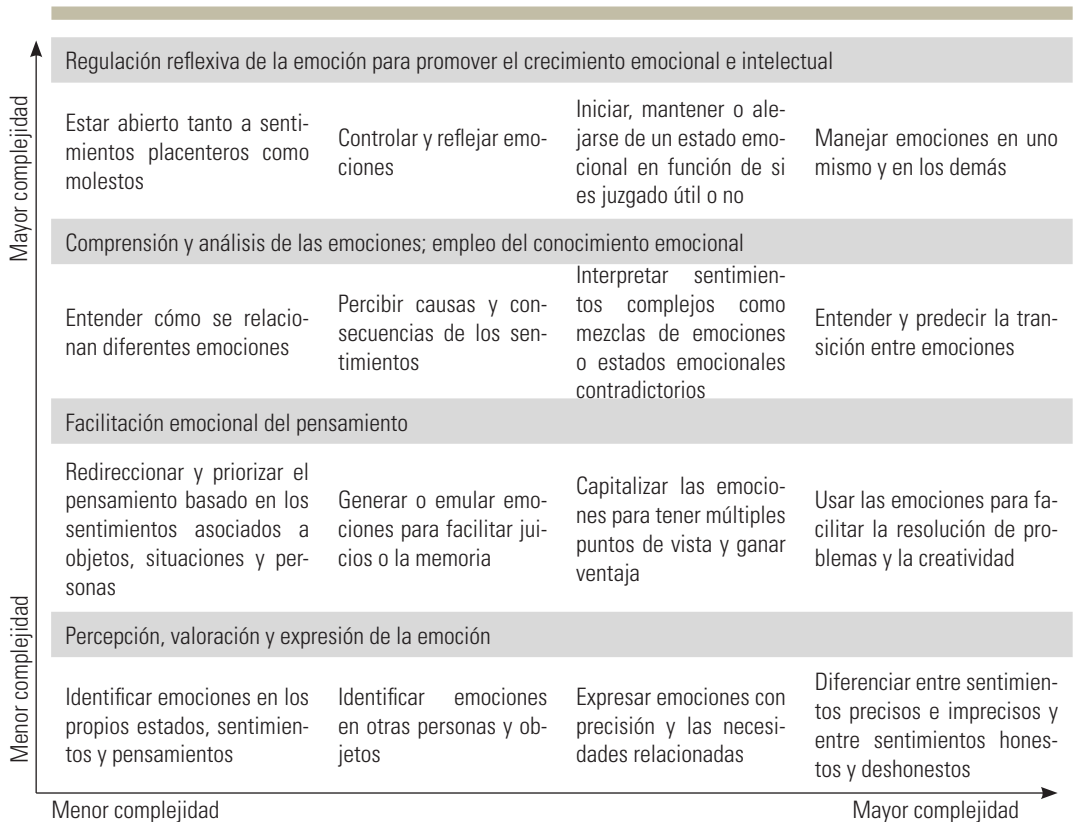 Regulación reflexiva de la emoción para promover el crecimiento emocional e intelectual
Estar abierto tanto a senti-
mientos placenteros como
molestos
Controlar y reflejar emo-
ciones
Iniciar, mantener o ale-
jarse de un estado emo-
cional en función de si
es juzgado útil o no
Manejar emociones en uno
mismo y en los demás
Mayor complejidad
Comprensión y análisis de las emociones; empleo del conocimiento emocional
Entender cómo se relacio-
nan diferentes emociones
Percibir causas y con-
secuencias de los sen-
timientos
Interpretar sentimien-
tos complejos como
mezclas de emociones
o estados emocionales
contradictorios
Entender y predecir la tran-
sición entre emociones
Facilitación emocional del pensamiento
Redireccionar y priorizar el
pensamiento basado en los
sentimientos asociados a
objetos, situaciones y per-
sonas
Generar o emular emo-
ciones para facilitar jui-
cios o la memoria
Capitalizar las emocio-
nes para tener múltiples
puntos de vista y ganar
ventaja
Usar las emociones para fa-
cilitar la resolución de pro-
blemas y la creatividad
Menor complejidad
Percepción, valoración y expresión de la emoción
Identificar emociones en los
propios estados, sentimien-
tos y pensamientos
Identificar emociones
en otras personas y ob-
jetos
Expresar emociones con
precisión y las necesi-
dades relacionadas
Diferenciar entre sentimien-
tos precisos e imprecisos y
entre sentimientos hones-
tos y deshonestos
Menor complejidad
Mayor complejidad